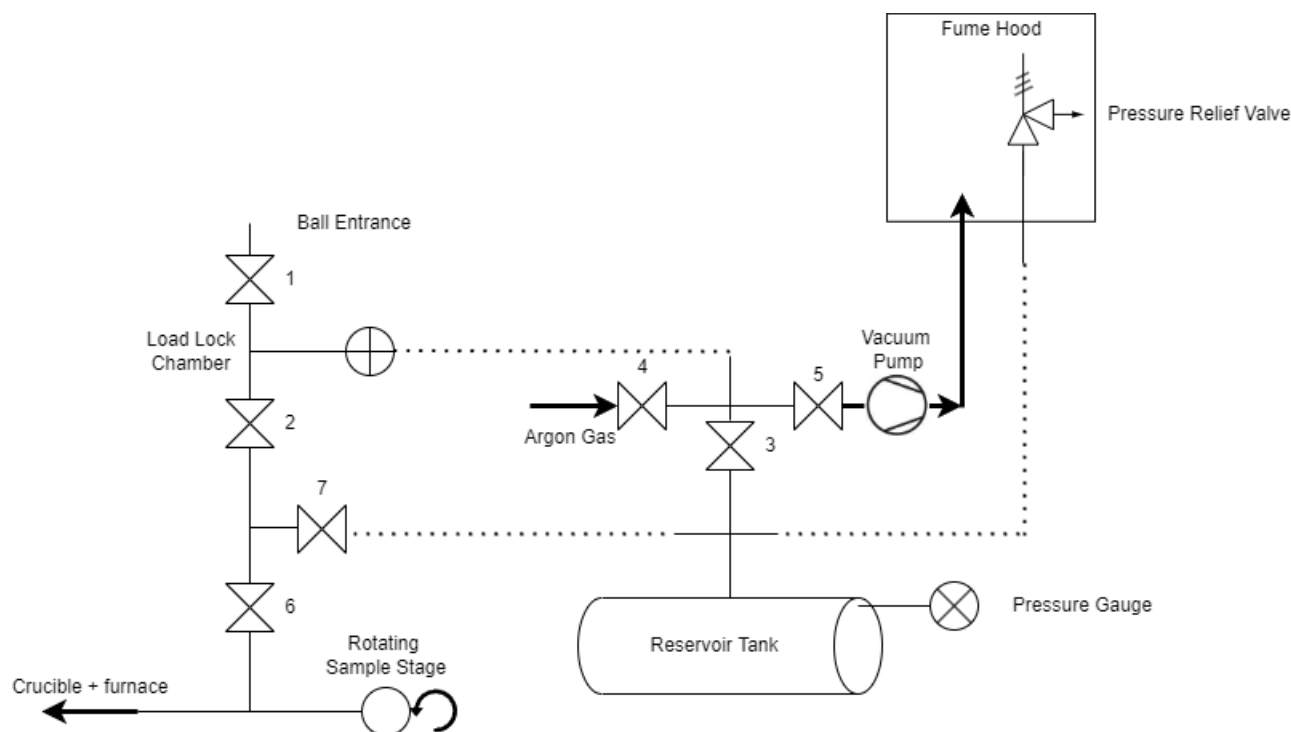 Fume Hood
Pressure Relief Valve
Ball Entrance
1
Load Lock
Chamber
Vacuum
Pump
4
5
2
Argon Gas
3
7
6
Pressure Gauge
Reservoir Tank
Rotating
Sample Stage
Crucible + furnace